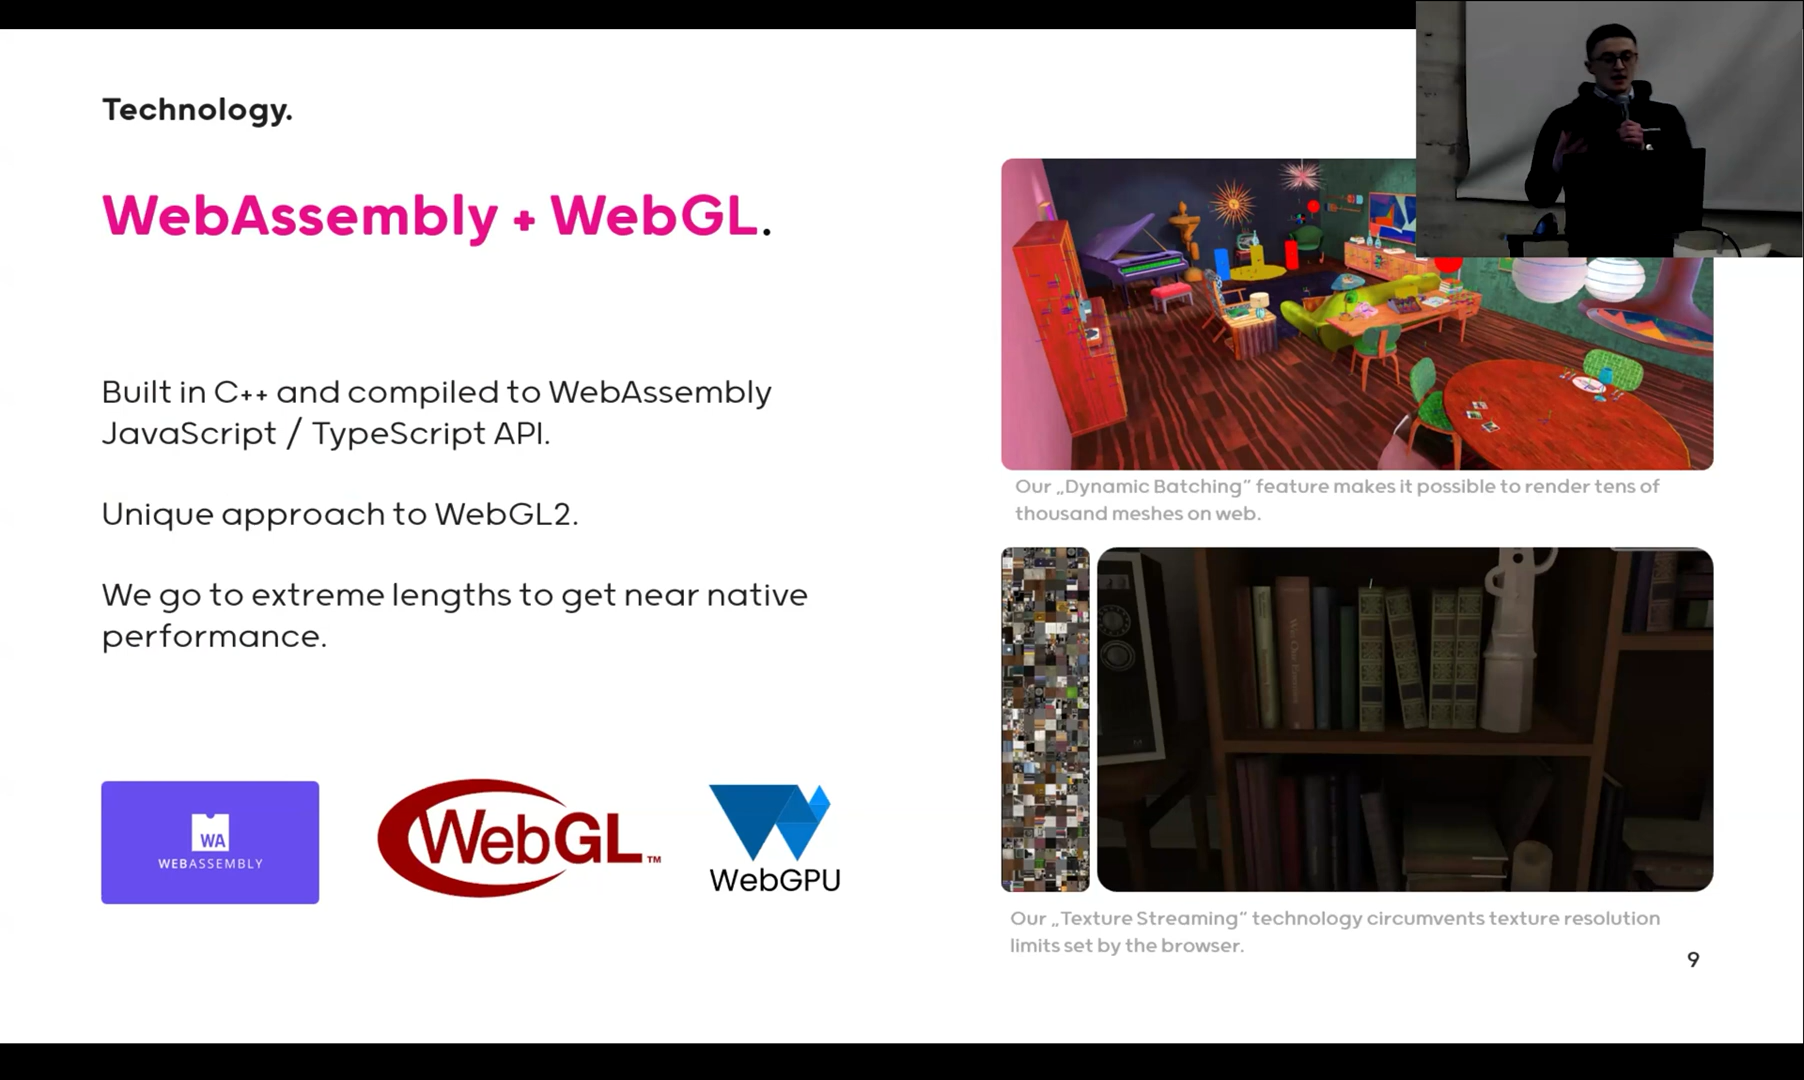 Technology.
WebAssembly + WebGL.
Built in C++ and compiled to WebAssembly
JavaScript / TypeScript API.
Unique approach to WebGL2.
We go to extreme lengths to get near native
performance.
WA
WEBASSEMBLY
WebGL™
WebGPU
Our „Dynamic Batching” feature makes it possible to render tens of
thousand meshes on web.
Our „Texture Streaming” technology circumvents texture resolution
limits set by the browser.
9